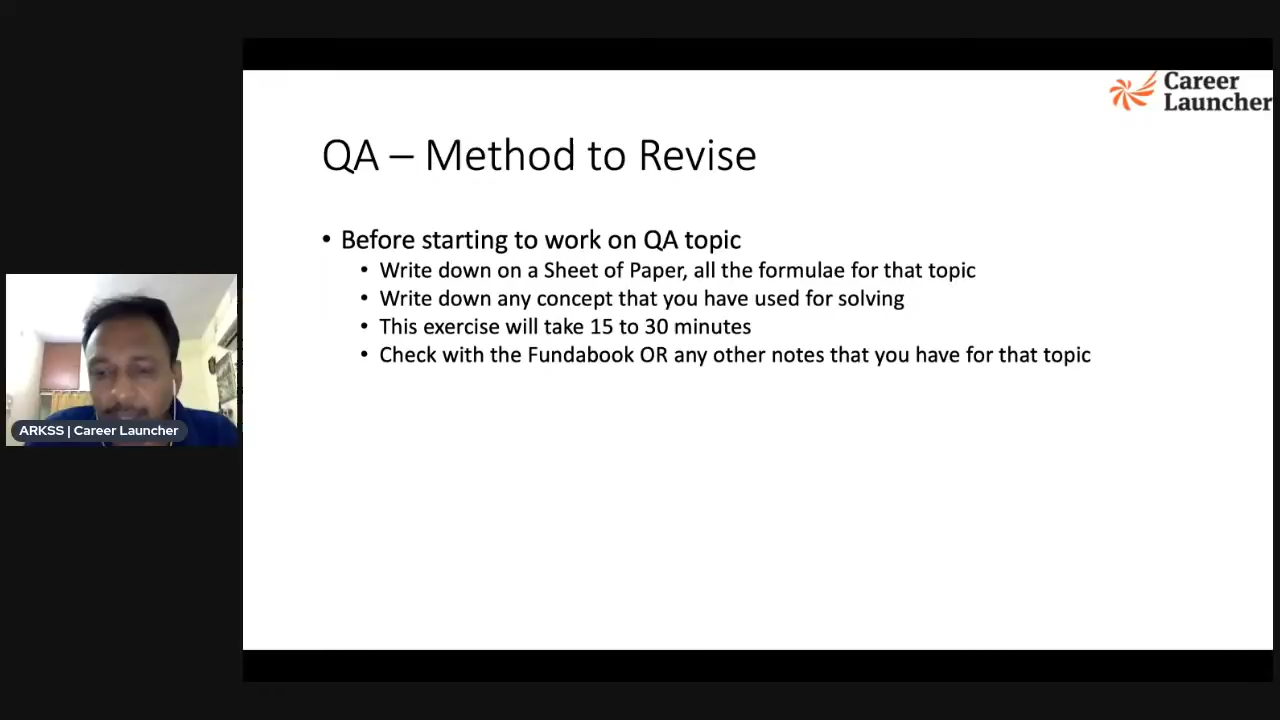 Career
Launcher
QA – Method to Revise
• Before starting to work on QA topic
• Write down on a Sheet of Paper, all the formulae for that topic
• Write down any concept that you have used for solving
• This exercise will take 15 to 30 minutes
• Check with the Fundabook OR any other notes that you have for that topic
ARKSS | Career Launcher